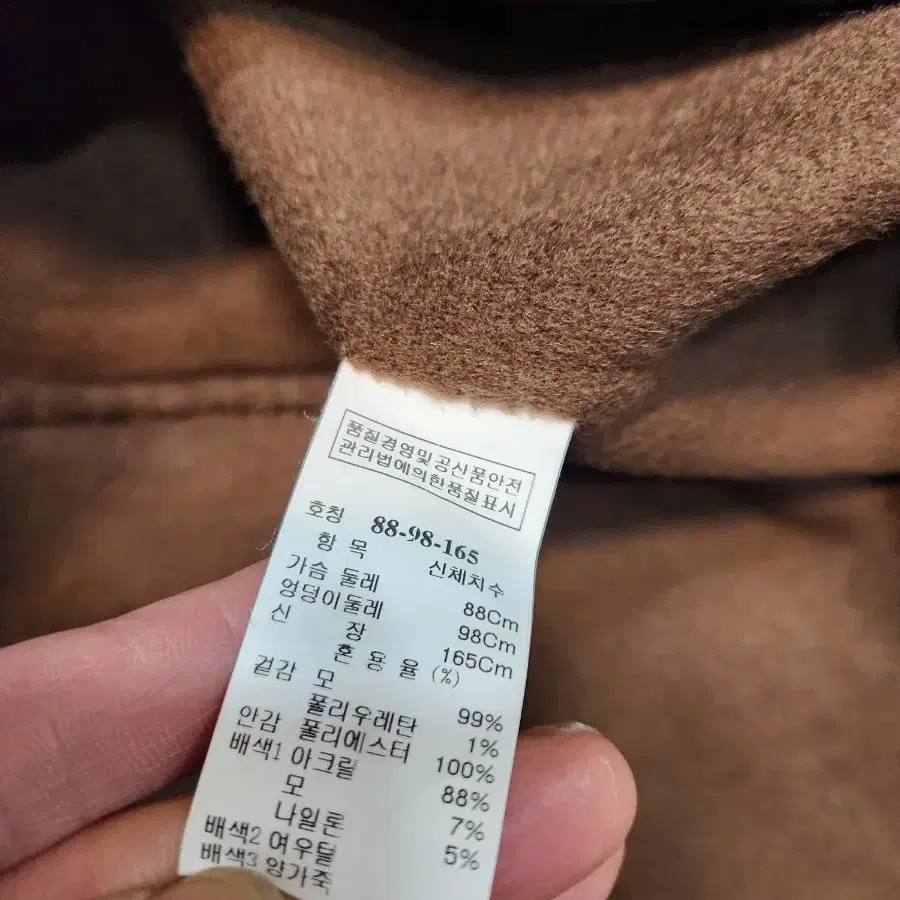 품질경영및공산품안전
관리법에의한품질표시
호칭 88-98-165
항 목 신체치수
가슴 둘레 88Cm
엉덩이둘레 98Cm
신 장 165Cm
혼 용 율 (%)
겉감 모 99%
폴리우레탄 1%
안감 폴리에스터 100%
배색1 아크릴 88%
모 7%
나일론 5%
배색2 여우털
배색3 양가죽